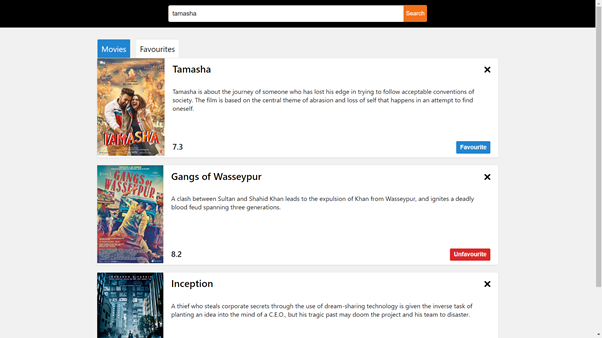 tamasha
Search
Movies
Favourites
Tamasha
Tamasha is about the journey of someone who has lost his edge in trying to follow acceptable conventions of
society. The film is based on the central theme of abrasion and loss of self that happens in an attempt to find
oneself.
TAMASHA
7.3
Favourite
Gangs of Wasseypur
A clash between Sultan and Shahid Khan leads to the expulsion of Khan from Wasseypur, and ignites a deadly
blood feud spanning three generations.
GANGS OF
WASSEYPUR
8.2
Unfavourite
Inception
A thief who steals corporate secrets through the use of dream-sharing technology is given the inverse task of
planting an idea into the mind of a C.E.O., but his tragic past may doom the project and his team to disaster.